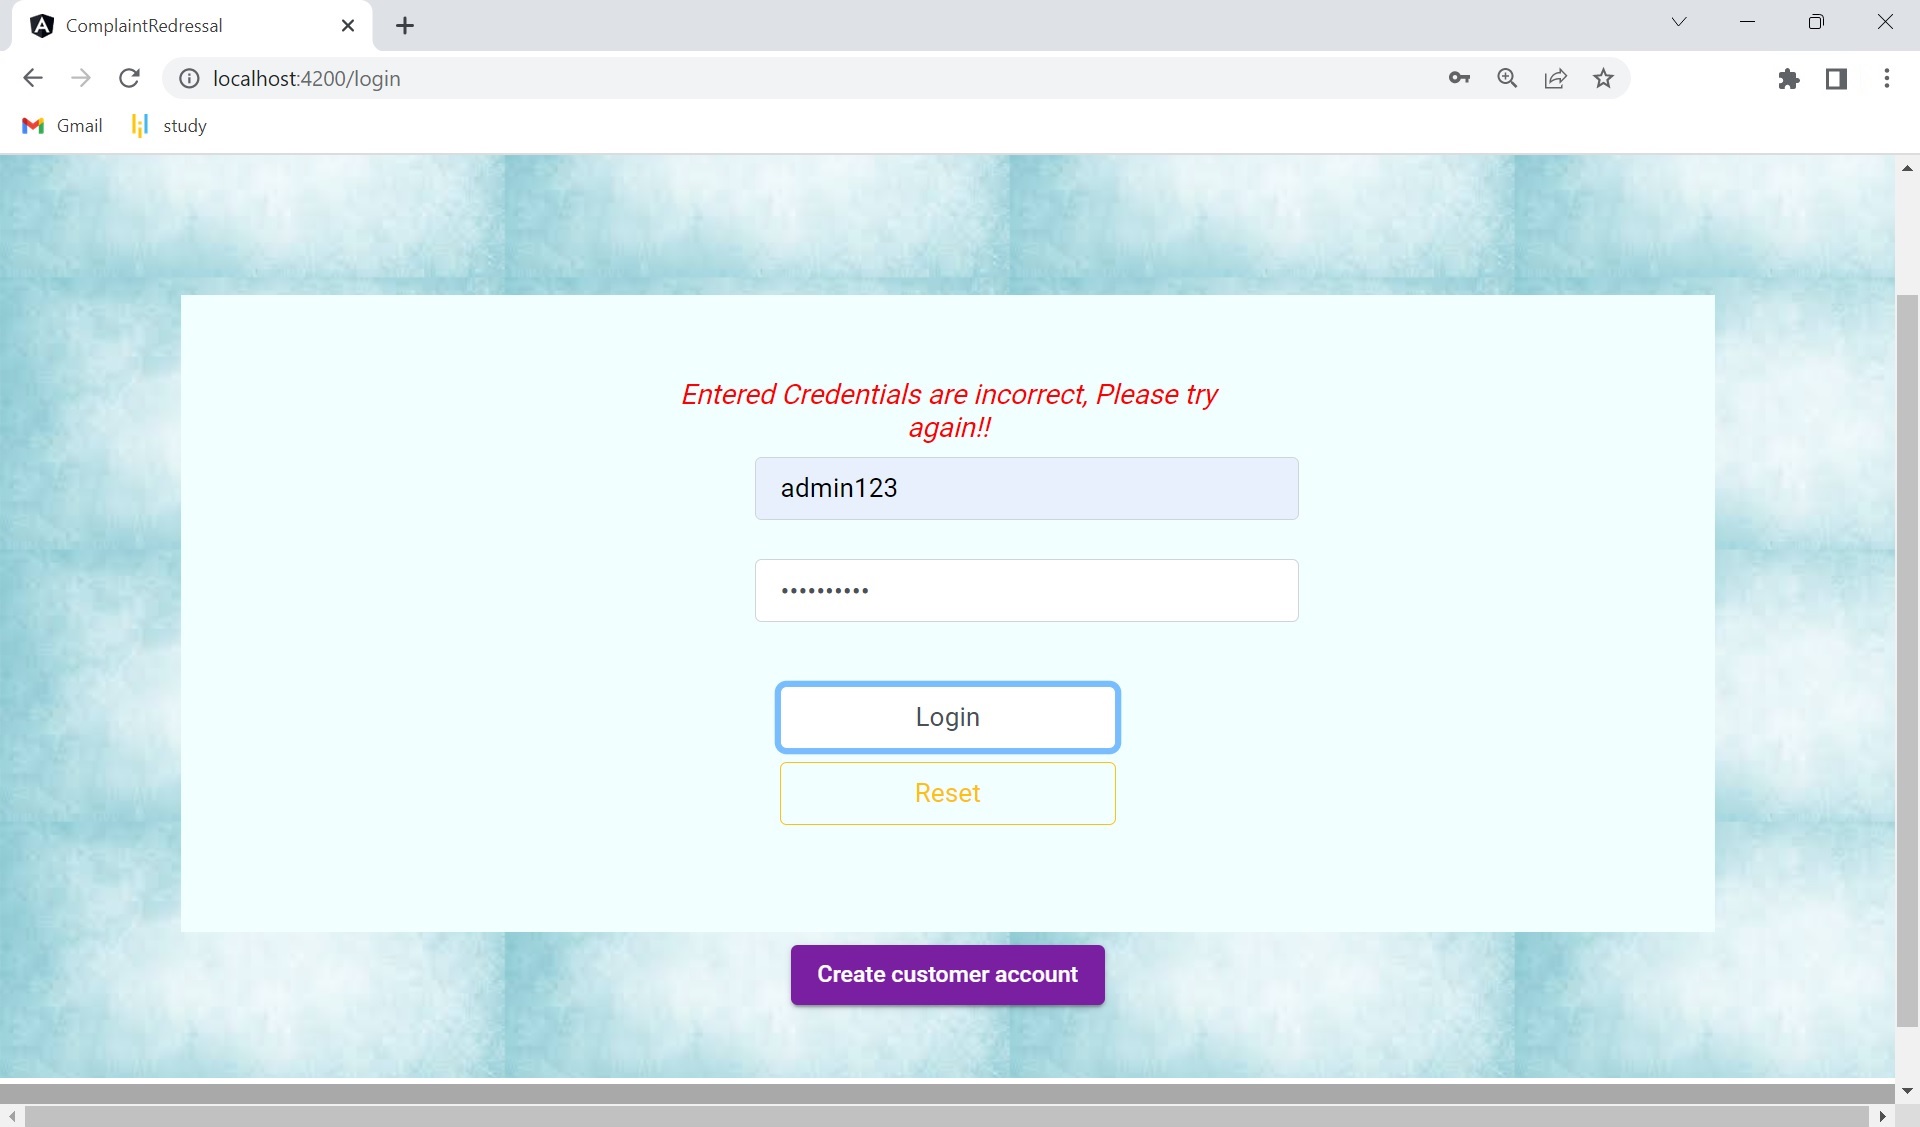 ComplaintRedressal
localhost:4200/login
Gmail study
Entered Credentials are incorrect, Please try
again!!
admin123
••••••••••
Login
Reset
Create customer account